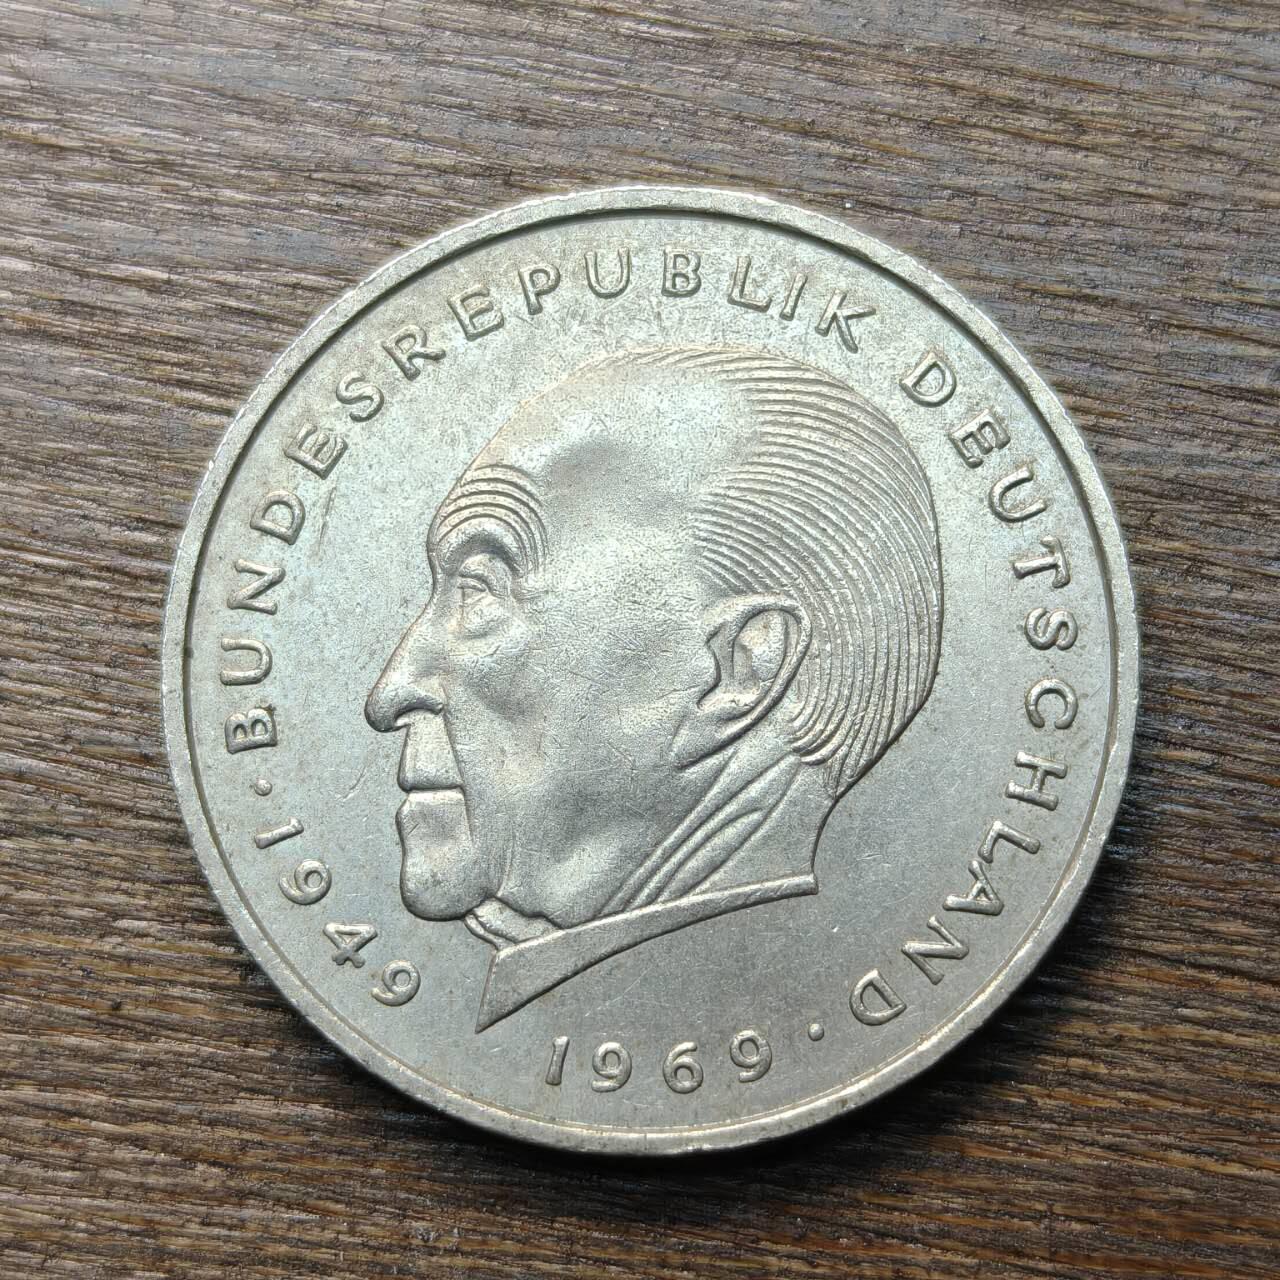 · BUNDESREPUBLIK DEUTSCHLAND ·
1949
1969